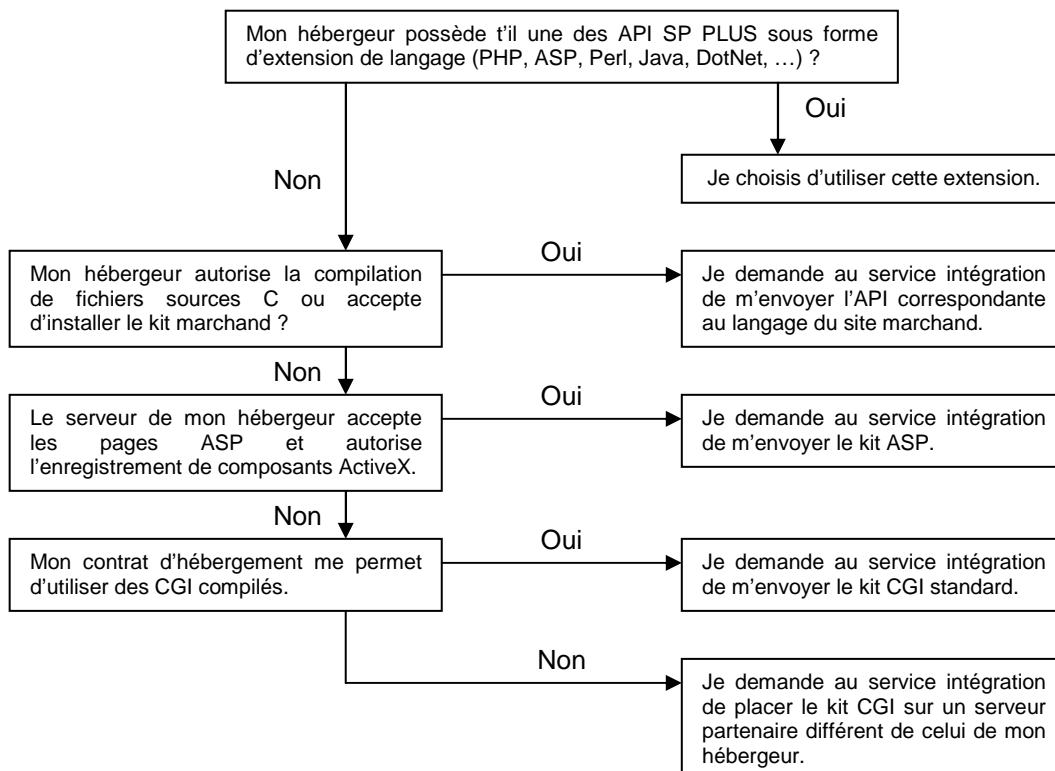 Mon hébergeur possède t'il une des API SP PLUS sous forme
d'extension de langage (PHP, ASP, Perl, Java, DotNet, …) ?
Oui
Non
Je choisis d'utiliser cette extension.
Mon hébergeur autorise la compilation
de fichiers sources C ou accepte
d'installer le kit marchand ?
Oui
Je demande au service intégration
de m'envoyer l'API correspondante
au langage du site marchand.
Non
Le serveur de mon hébergeur accepte
les pages ASP et autorise
l'enregistrement de composants ActiveX.
Oui
Je demande au service intégration
de m'envoyer le kit ASP.
Non
Mon contrat d'hébergement me permet
d'utiliser des CGI compilés.
Oui
Je demande au service intégration
de m'envoyer le kit CGI standard.
Non
Je demande au service intégration
de placer le kit CGI sur un serveur
partenaire différent de celui de mon
hébergeur.